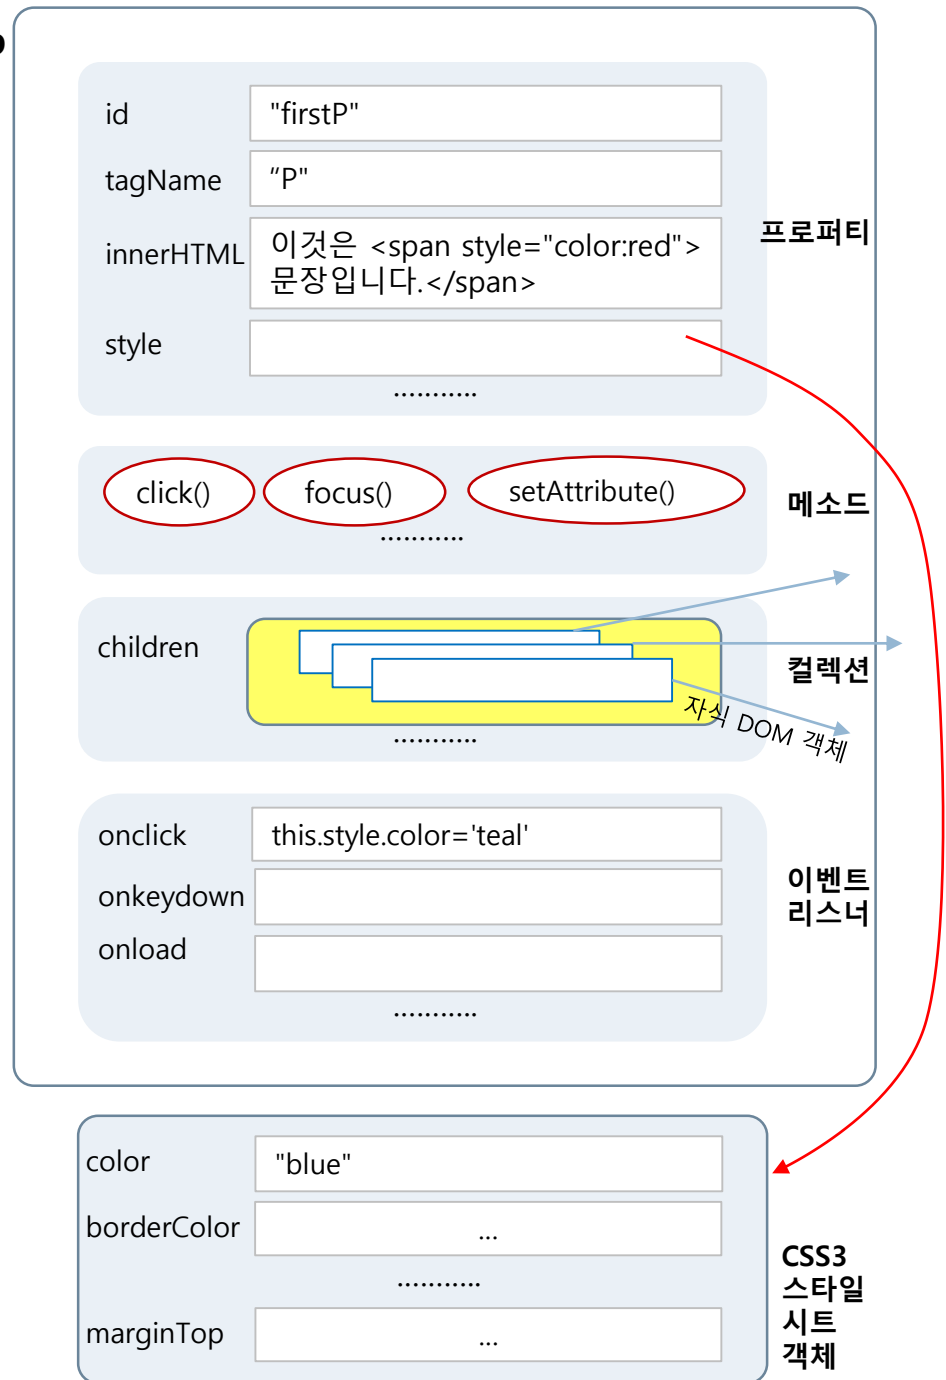 id
"firstP"
tagName
“P"
innerHTML
이것은 <span style="color:red">
문장입니다.</span>
style
...........
프로퍼티
click()
focus()
setAttribute()
...........
메소드
children
컬렉션
자식 DOM 객체
...........
onclick
this.style.color='teal'
onkeydown
onload
...........
이벤트
리스너
color
"blue"
borderColor
...
...........
marginTop
...
CSS3
스타일
시트
객체